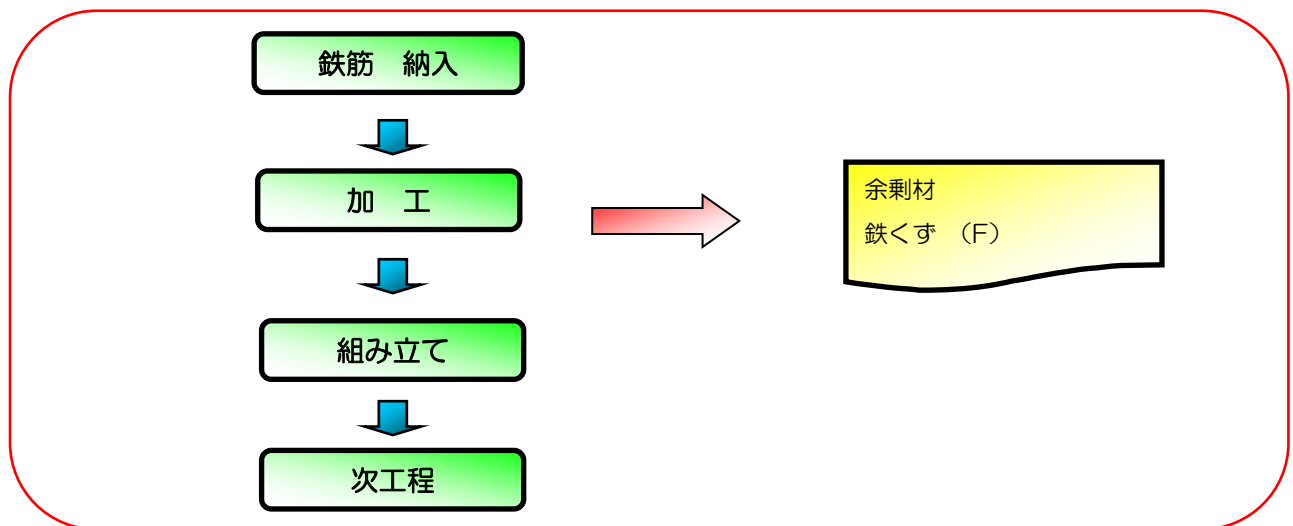 鉄筋　納入
加　工
余剰材
鉄くず　（F）
組み立て
次工程